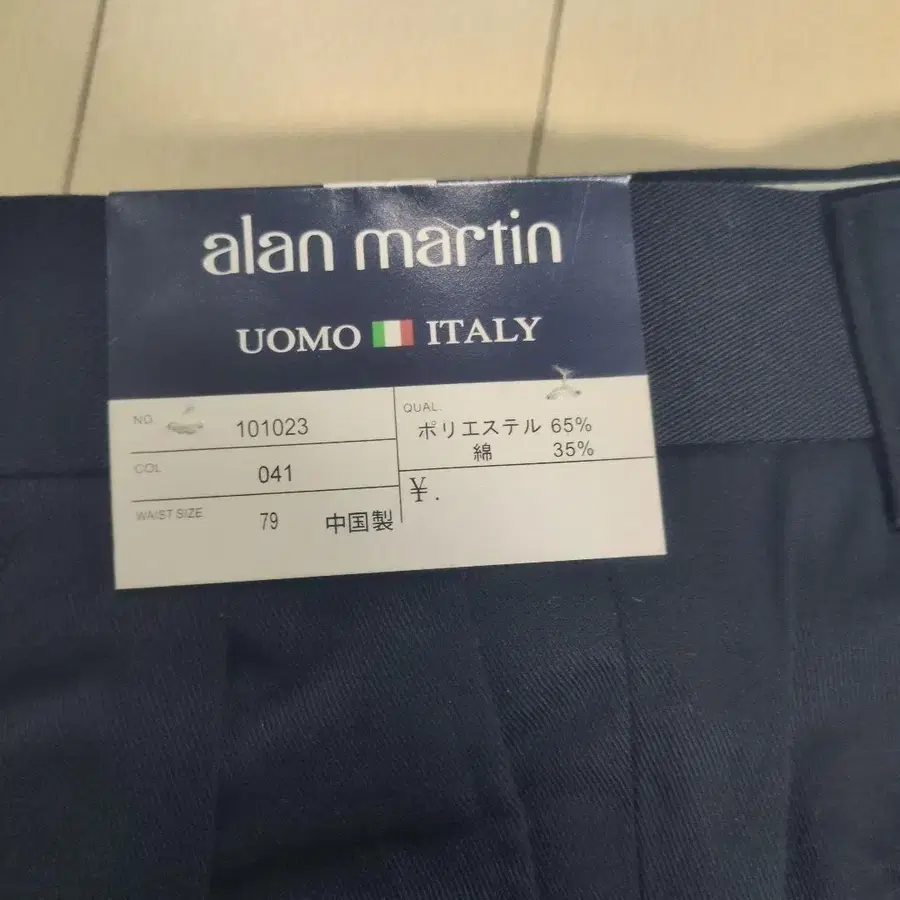 alan martin
UOMO ITALY
NO. 101023
COL 041
WAIST SIZE 79 中国製
QUAL.
ポリエステル 65%
綿 35%
¥.